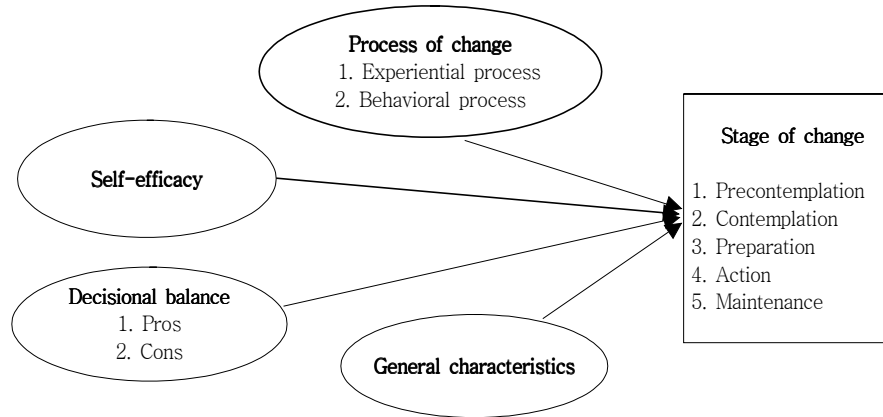 Process of change
1. Experiential process
2. Behavioral process
Self-efficacy
Decisional balance
1. Pros
2. Cons
General characteristics
Stage of change
1. Precontemplation
2. Contemplation
3. Preparation
4. Action
5. Maintenance